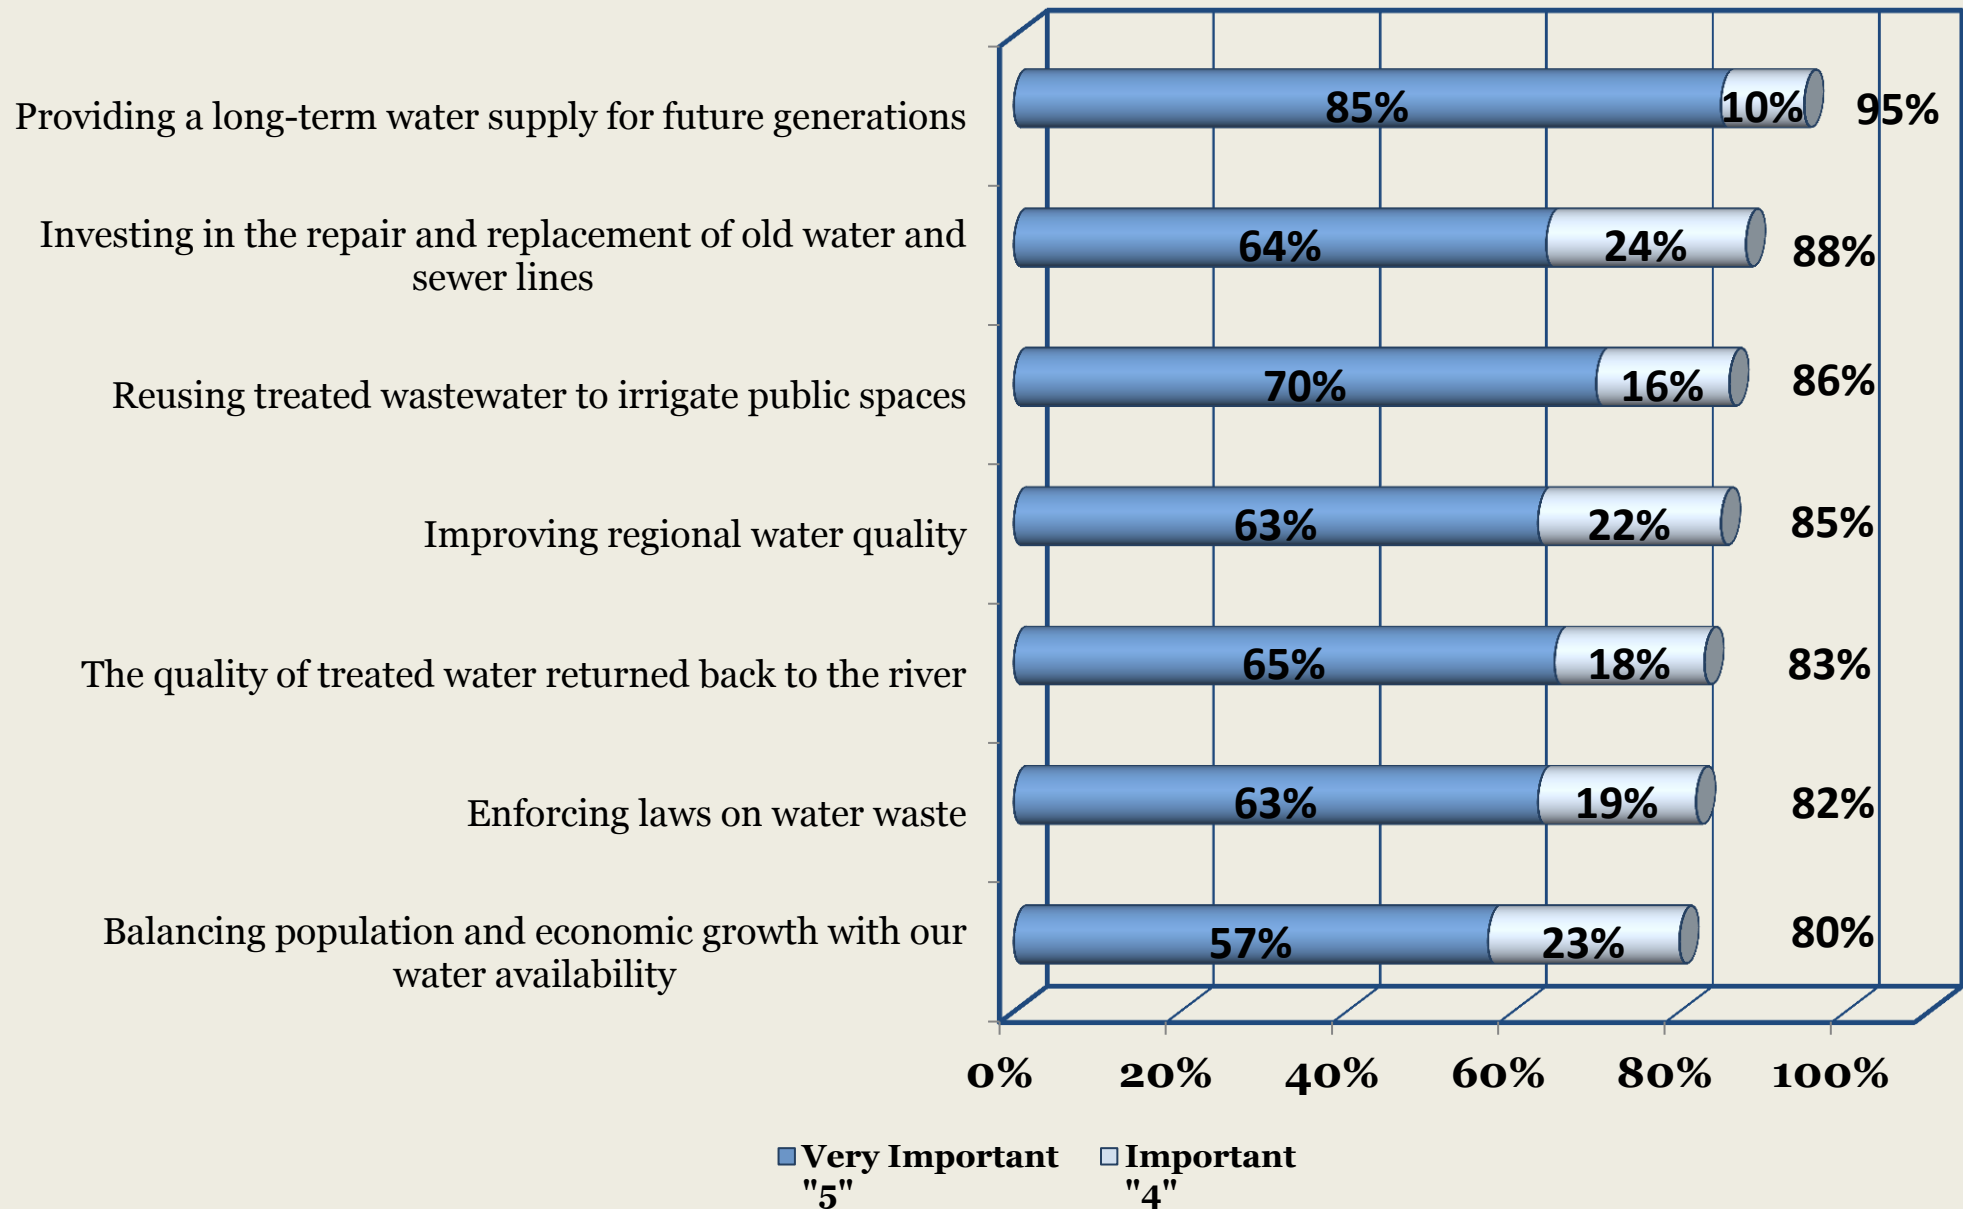 Providing a long-term water supply for future generations
85%
10%
95%
Investing in the repair and replacement of old water and
sewer lines
64%
24%
88%
Reusing treated wastewater to irrigate public spaces
70%
16%
86%
Improving regional water quality
63%
22%
85%
The quality of treated water returned back to the river
65%
18%
83%
Enforcing laws on water waste
63%
19%
82%
Balancing population and economic growth with our
water availability
57%
23%
80%
0% 20% 40% 60% 80% 100%
Very Important
"5"
Important
"4"